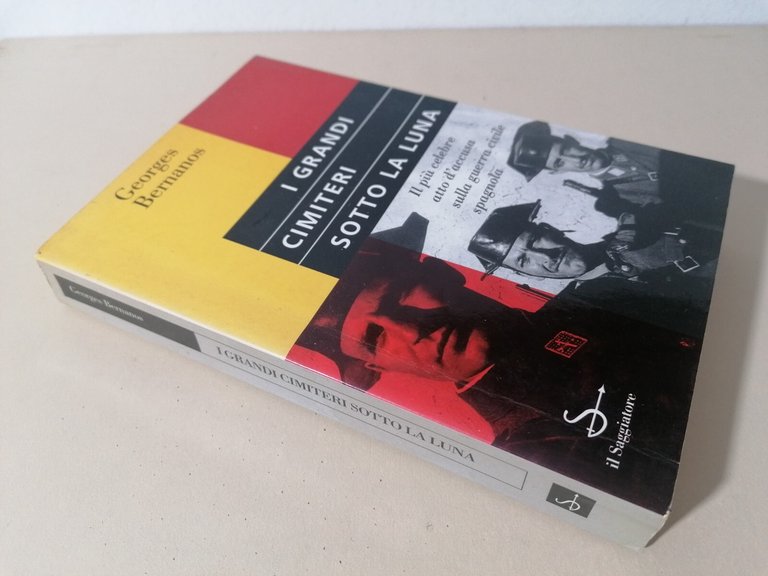 Georges
Bernanos
I GRANDI
CIMITERI
SOTTO LA LUNA
Il più celebre
atto d'accusa
sulla guerra civile
spagnola
il Saggiatore
Georges Bernanos
I GRANDI CIMITERI SOTTO LA LUNA